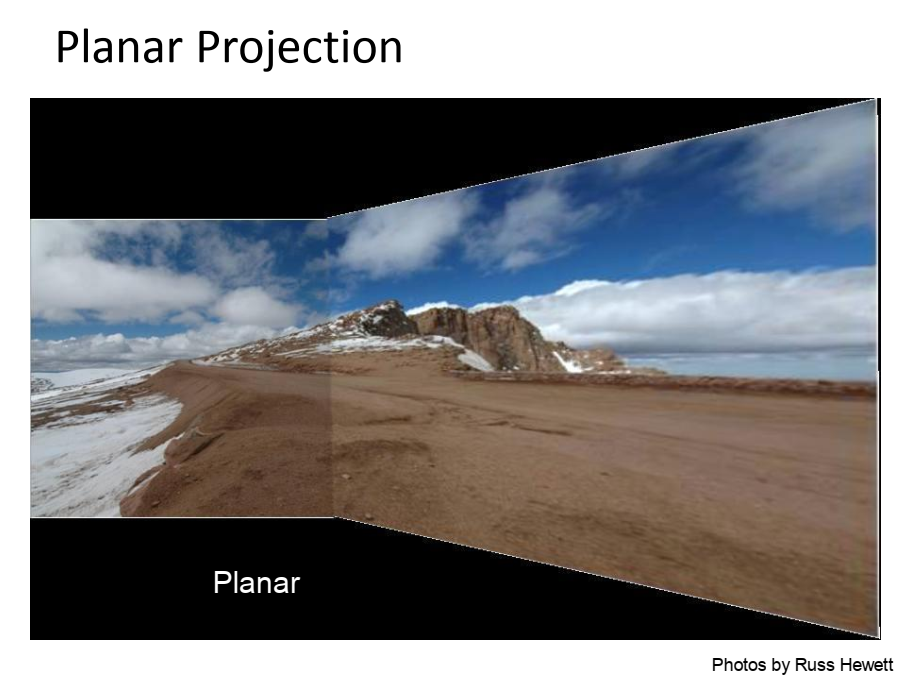 Planar Projection
Planar
Photos by Russ Hewett